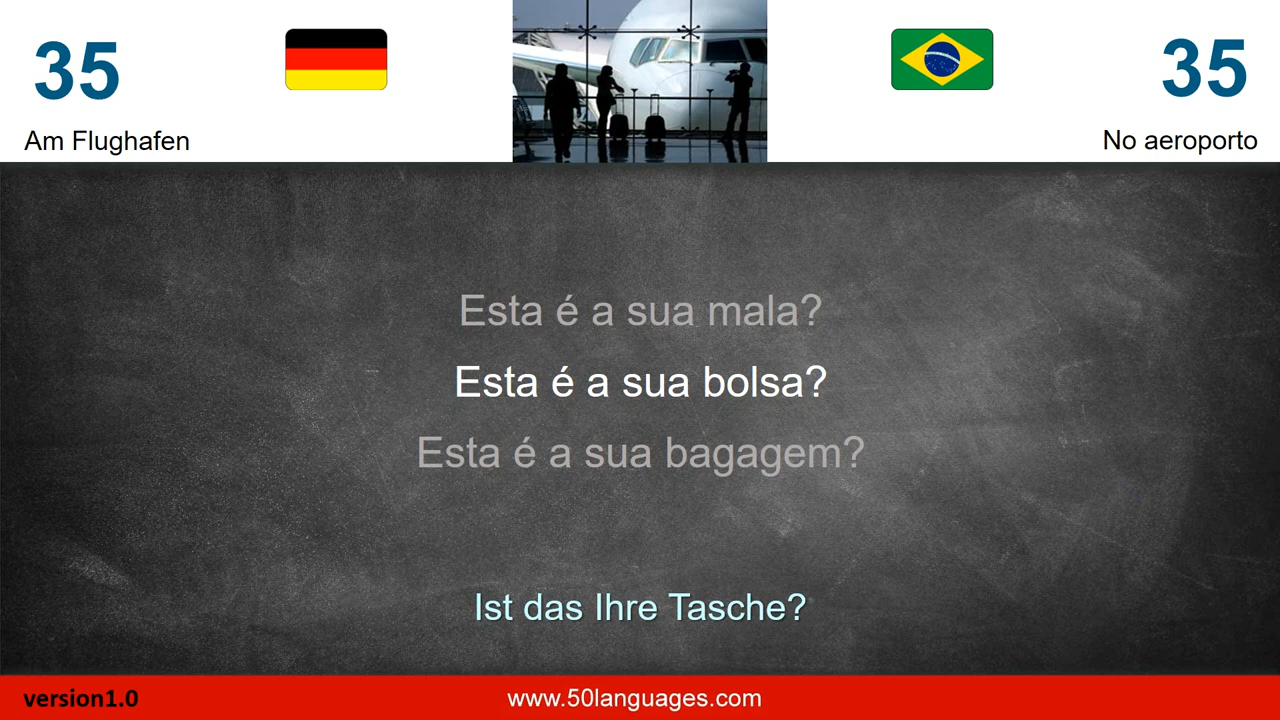 35
35
Am Flughafen
No aeroporto
Esta é a sua mala?
Esta é a sua bolsa?
Esta é a sua bagagem?
Ist das Ihre Tasche?
version1.0
www.50languages.com